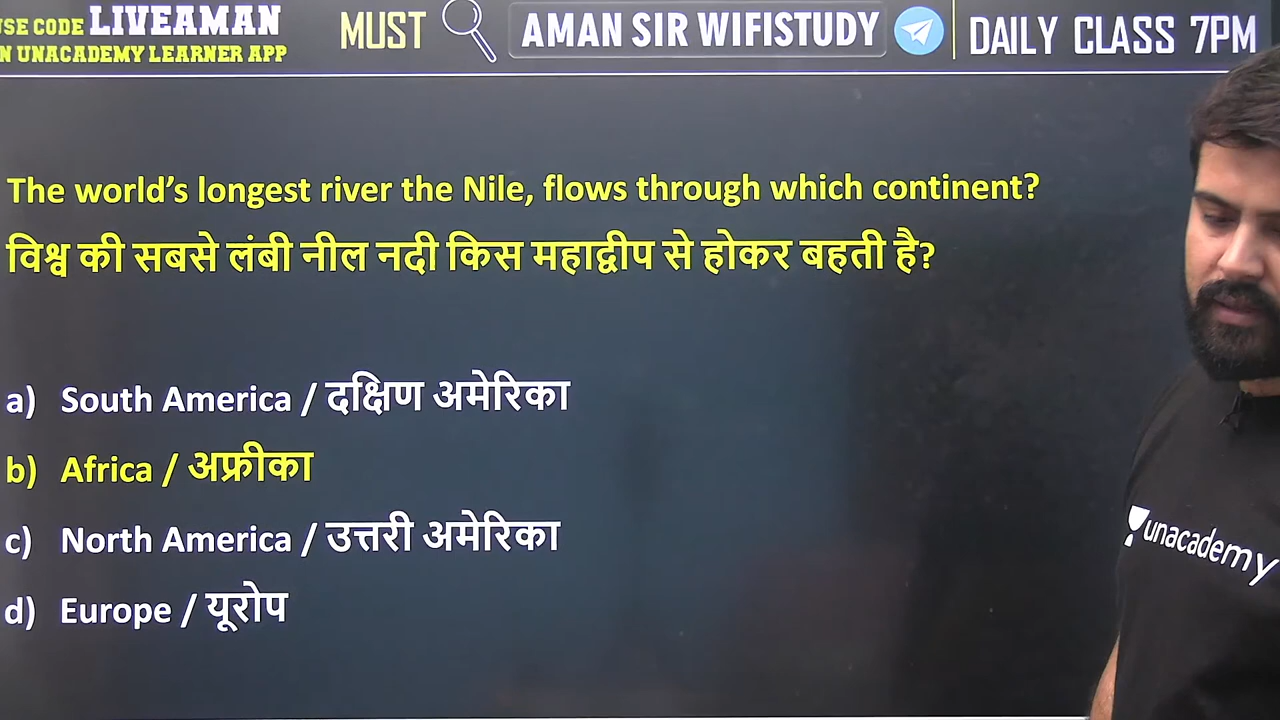 USE CODE LIVEAMAN
N UNACADEMY LEARNER APP
MUST
AMAN SIR WIFISTUDY
DAILY CLASS 7PM
The world's longest river the Nile, flows through which continent?
विश्व की सबसे लंबी नील नदी किस महाद्वीप से होकर बहती है?
a) South America / दक्षिण अमेरिका
b) Africa / अफ्रीका
c) North America / उत्तरी अमेरिका
d) Europe / यूरोप
unacademy